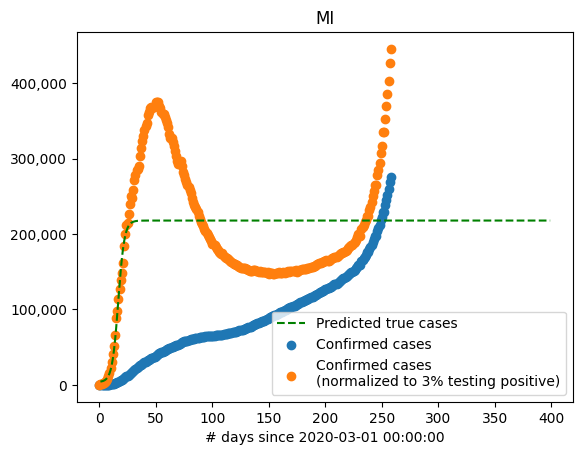 MI
400,000
300,000
200,000
100,000
0
Predicted true cases
Confirmed cases
Confirmed cases
(normalized to 3% testing positive)
0 50 100 150 200 250 300 350 400
# days since 2020-03-01 00:00:00